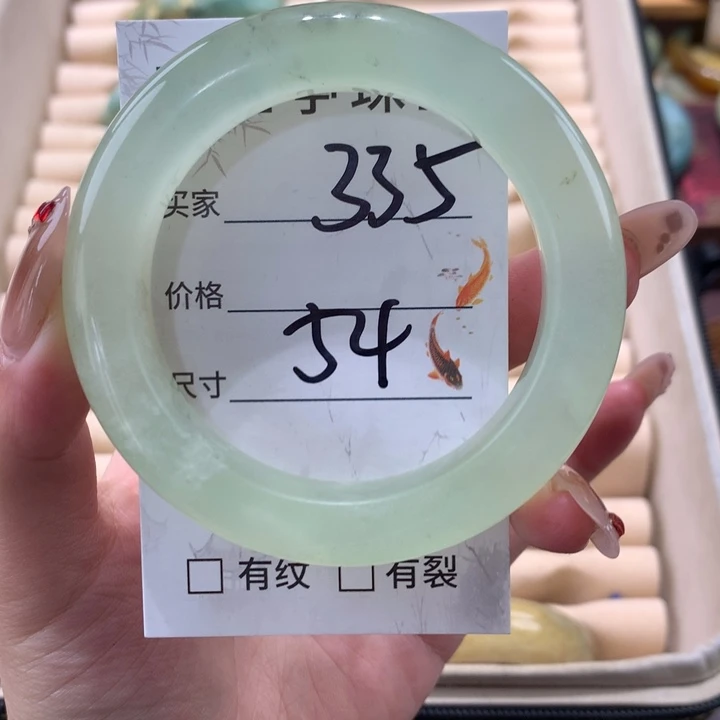 买家 335
价格
尺寸 54
□ 有纹 □ 有裂